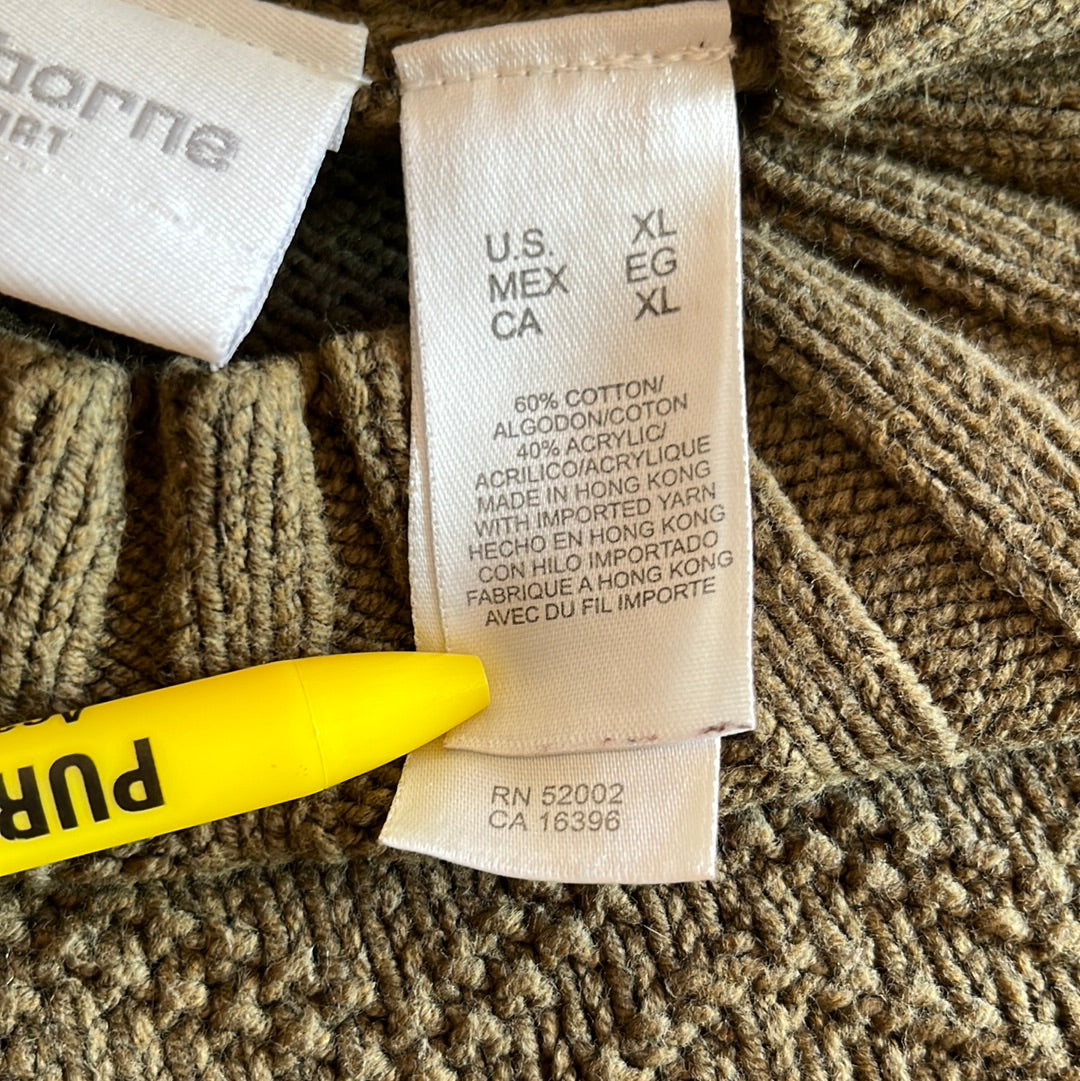 borne
U.S. XL
MEX EG
CA XL
60% COTTON/
ALGODON/COTON
40% ACRYLIC/
ACRILICO/ACRYLIQUE
MADE IN HONG KONG
WITH IMPORTED YARN
HECHO EN HONG KONG
CON HILO IMPORTADO
FABRIQUE A HONG KONG
AVEC DU FIL IMPORTE
RN 52002
CA 16396
PUR